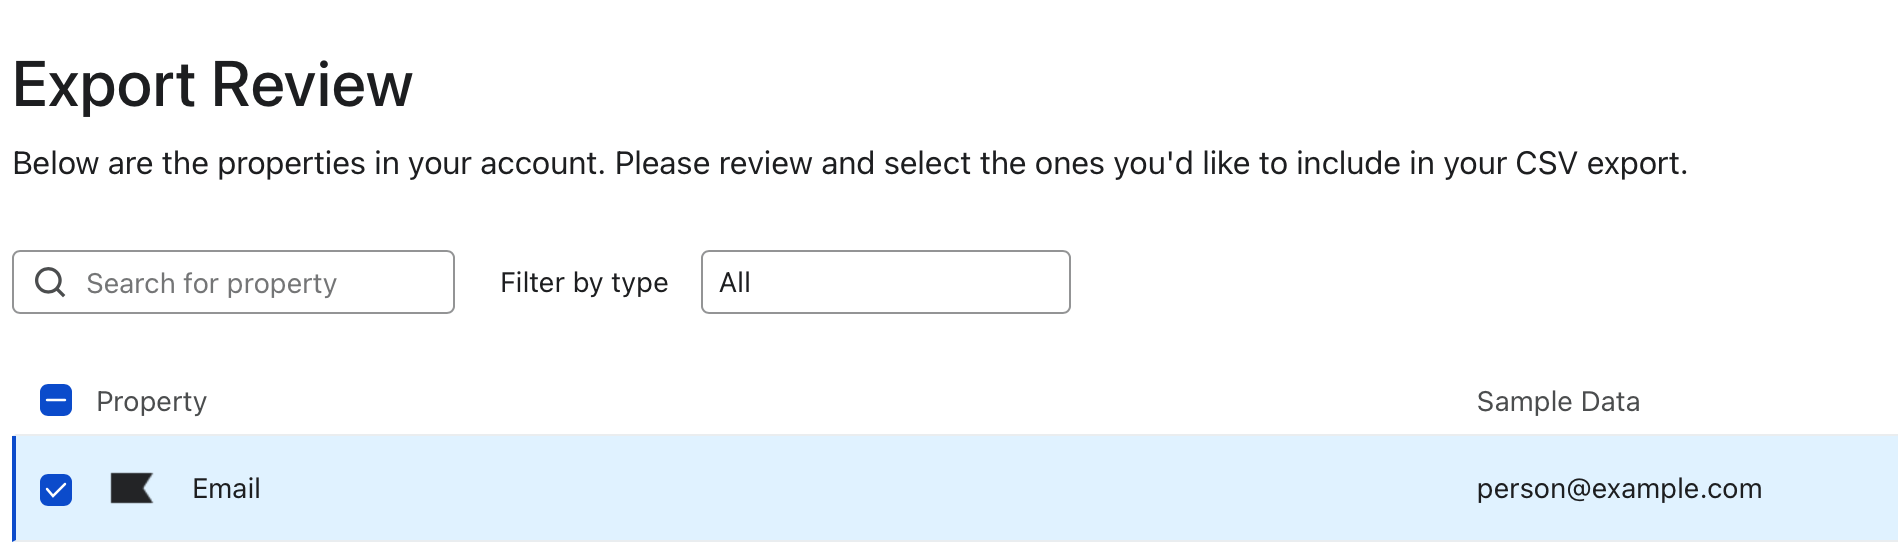 Export Review
Below are the properties in your account. Please review and select the ones you'd like to include in your CSV export.
Search for property
Filter by type
All
Property
Sample Data
Email
person@example.com